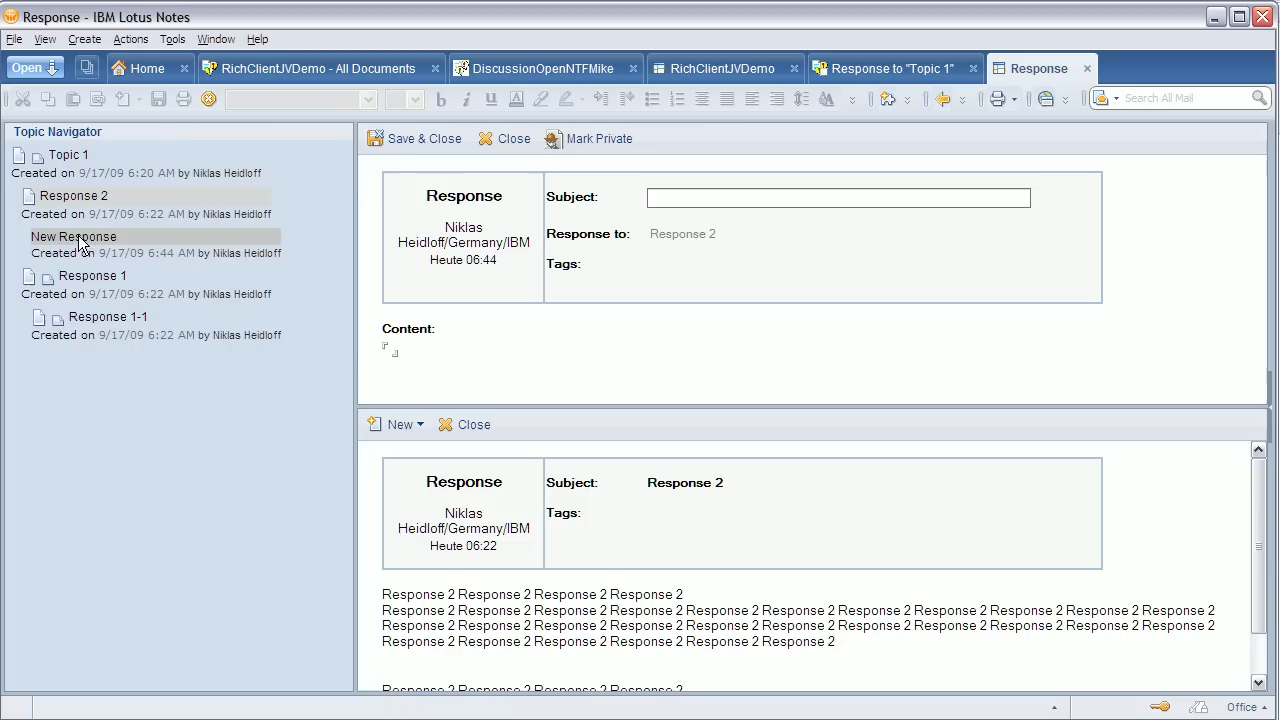 Response - IBM Lotus Notes
File View Create Actions Tools Window Help
Open Home RichClientJVDemo - All Documents DiscussionOpenNTFMike RichClientJVDemo Response to "Topic 1" Response
b i u A Search All Mail
Topic Navigator
Topic 1
Created on 9/17/09 6:20 AM by Niklas Heidloff
Response 2
Created on 9/17/09 6:22 AM by Niklas Heidloff
New Response
Created on 9/17/09 6:44 AM by Niklas Heidloff
Response 1
Created on 9/17/09 6:22 AM by Niklas Heidloff
Response 1-1
Created on 9/17/09 6:22 AM by Niklas Heidloff
Save & Close Close Mark Private
Response
Niklas
Heidloff/Germany/IBM
Heute 06:44
Subject:
Response to: Response 2
Tags:
Content:
New Close
Response
Niklas
Heidloff/Germany/IBM
Heute 06:22
Subject: Response 2
Tags:
Response 2 Response 2 Response 2 Response 2
Response 2 Response 2 Response 2 Response 2 Response 2 Response 2 Response 2 Response 2 Response 2 Response 2 Response 2
Response 2 Response 2 Response 2 Response 2 Response 2 Response 2 Response 2 Response 2 Response 2 Response 2 Response 2
Response 2 Response 2 Response 2 Response 2 Response 2 Response 2
Response 2 Response 2 Response 2 Response 2
Office